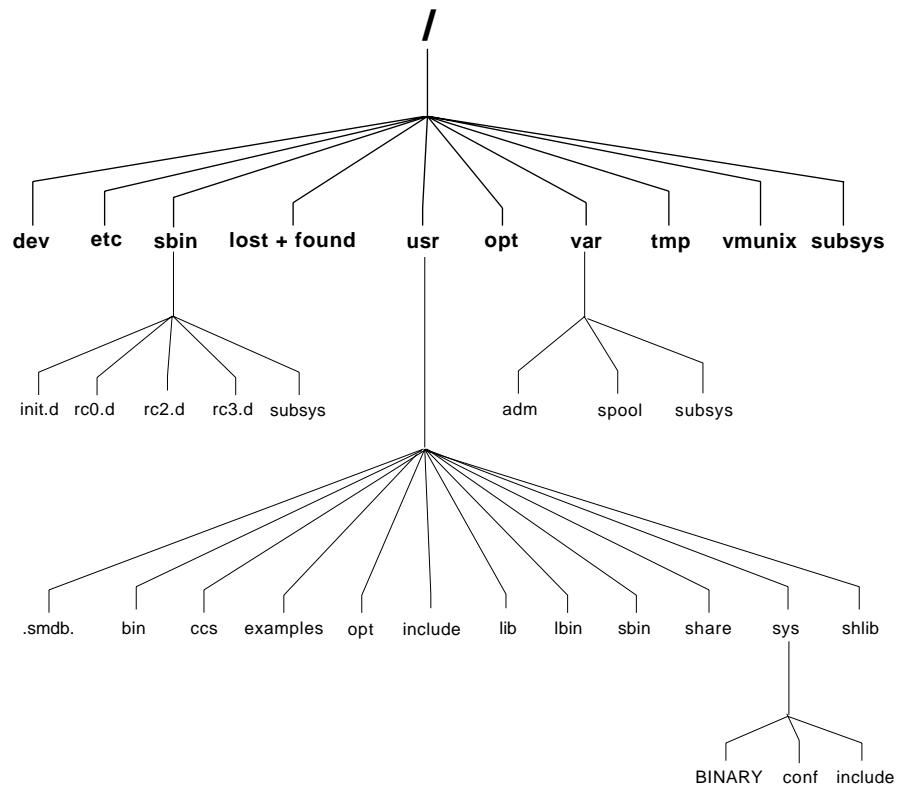 /
dev etc sbin lost + found usr opt var tmp vmunix subsys
init.d rc0.d rc2.d rc3.d subsys adm spool subsys
.smdb. bin ccs examples opt include lib lbin sbin share sys shlib
BINARY conf include